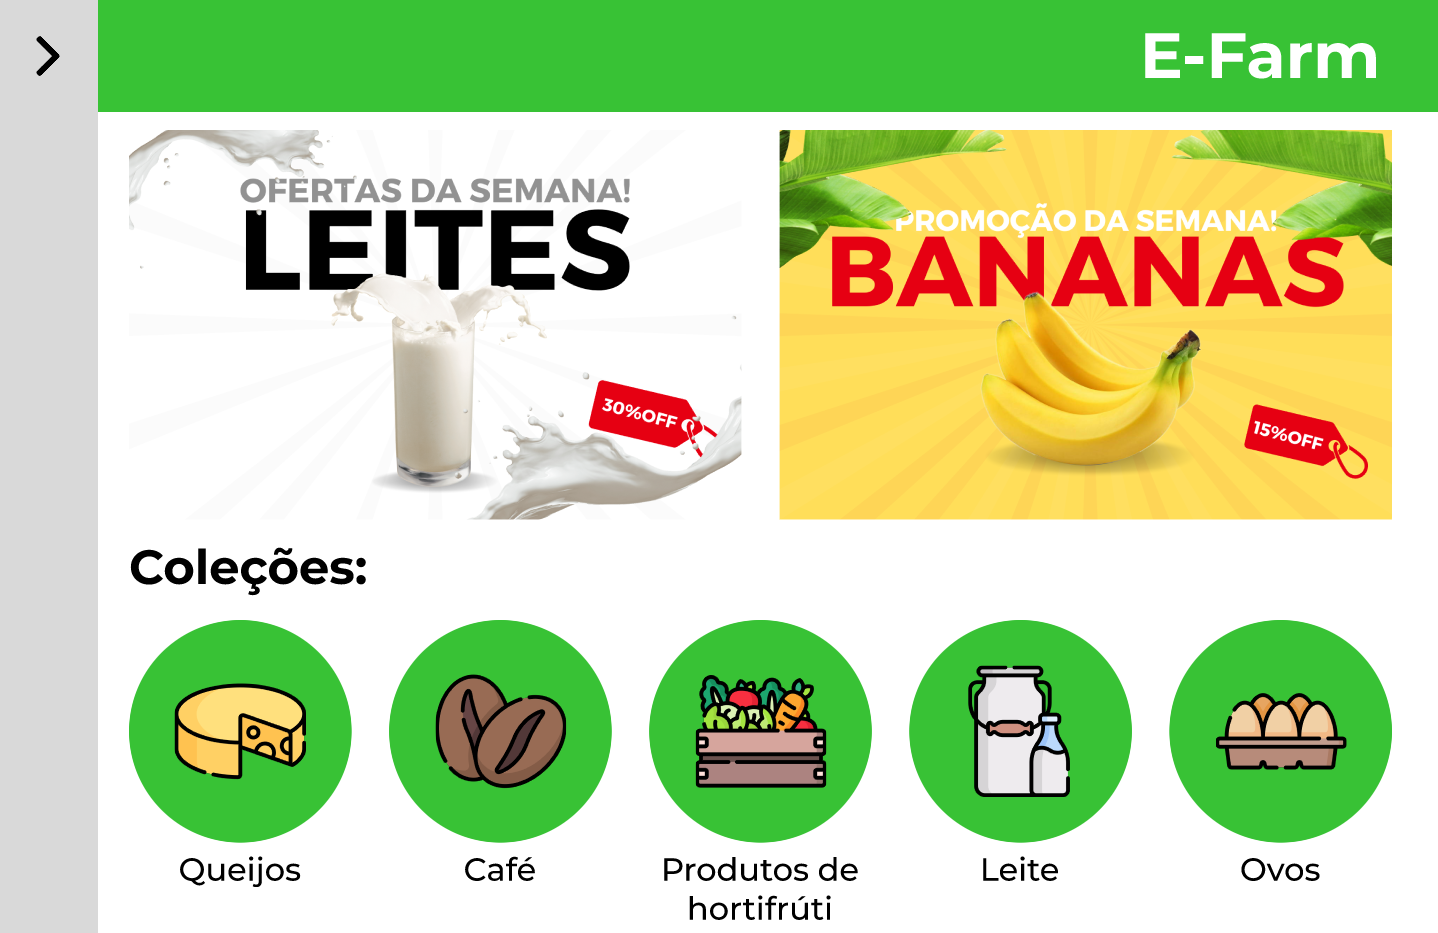 E-Farm
OFERTAS DA SEMANA!
LEITES
30%OFF
PROMOÇÃO DA SEMANA!
BANANAS
15%OFF
Coleções:
Queijos
Café
Produtos de
hortifrúti
Leite
Ovos